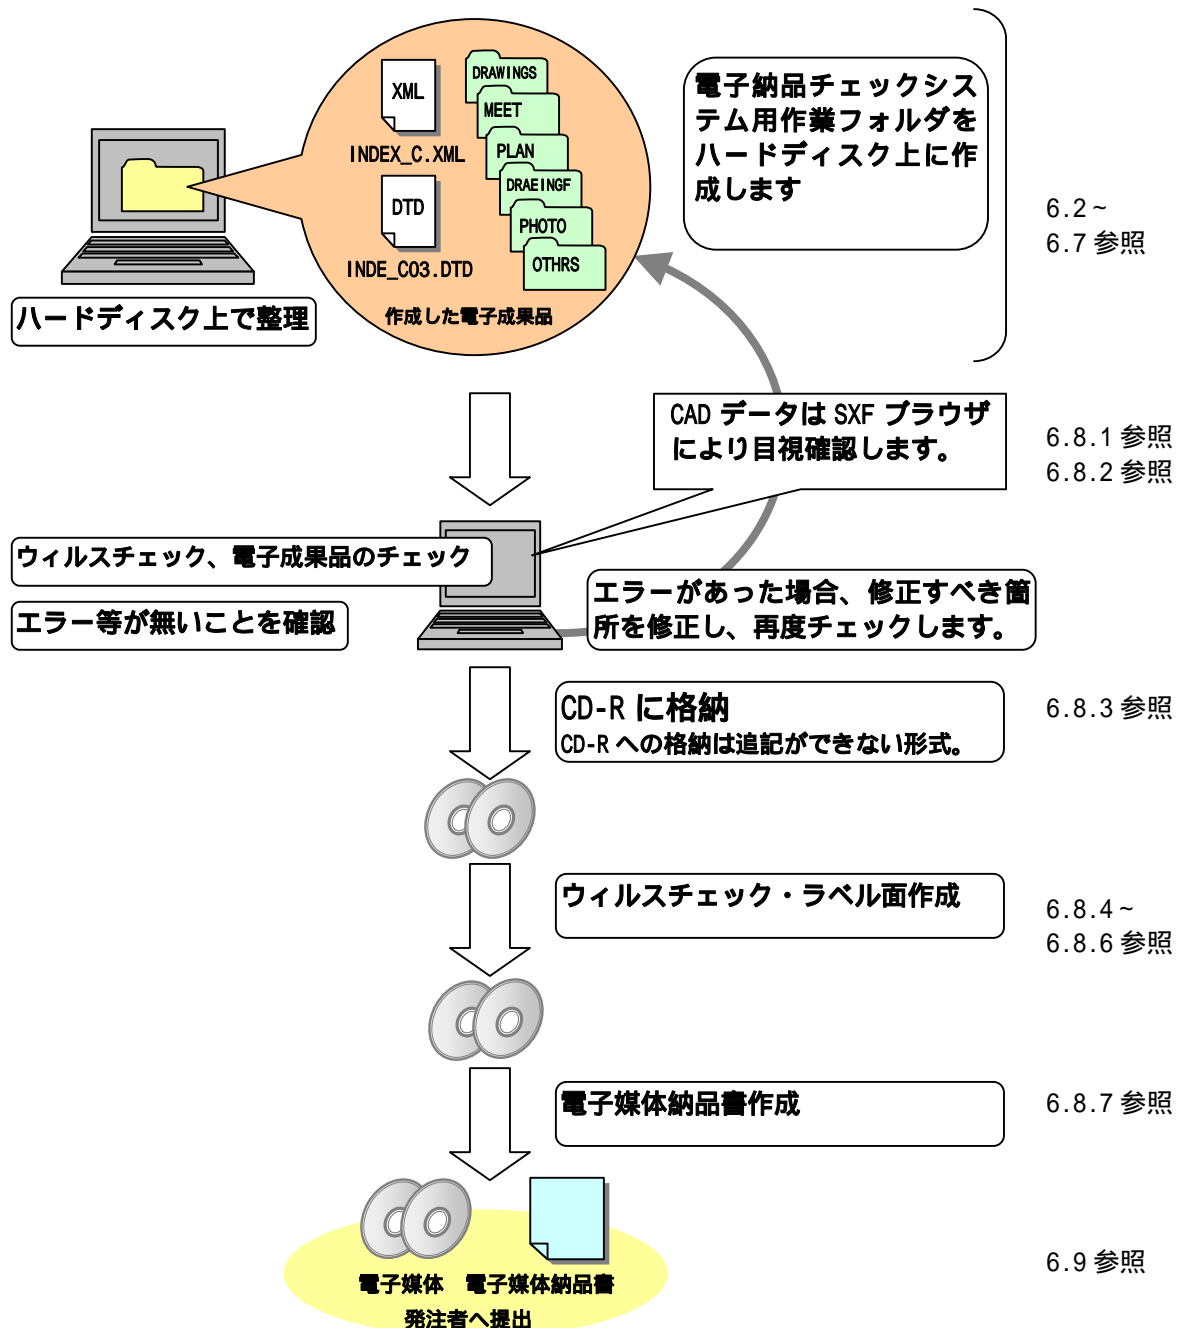 XML
INDEX_C.XML
DTD
INDE_C03.DTD
DRAWINGS
MEET
PLAN
DRAEINGF
PHOTO
OTHRS
作成した電子成果品
電子納品チェックシス
テム用作業フォルダを
ハードディスク上に作
成します
6.2~
6.7 参照
ハードディスク上で整理
CAD データは SXF ブラウザ
により目視確認します。
6.8.1 参照
6.8.2 参照
ウィルスチェック、電子成果品のチェック
エラー等が無いことを確認
エラーがあった場合、修正すべき箇
所を修正し、再度チェックします。
CD-R に格納
CD-R への格納は追記ができない形式。
6.8.3 参照
ウィルスチェック・ラベル面作成
6.8.4~
6.8.6 参照
電子媒体納品書作成
6.8.7 参照
電子媒体 電子媒体納品書
発注者へ提出
6.9 参照